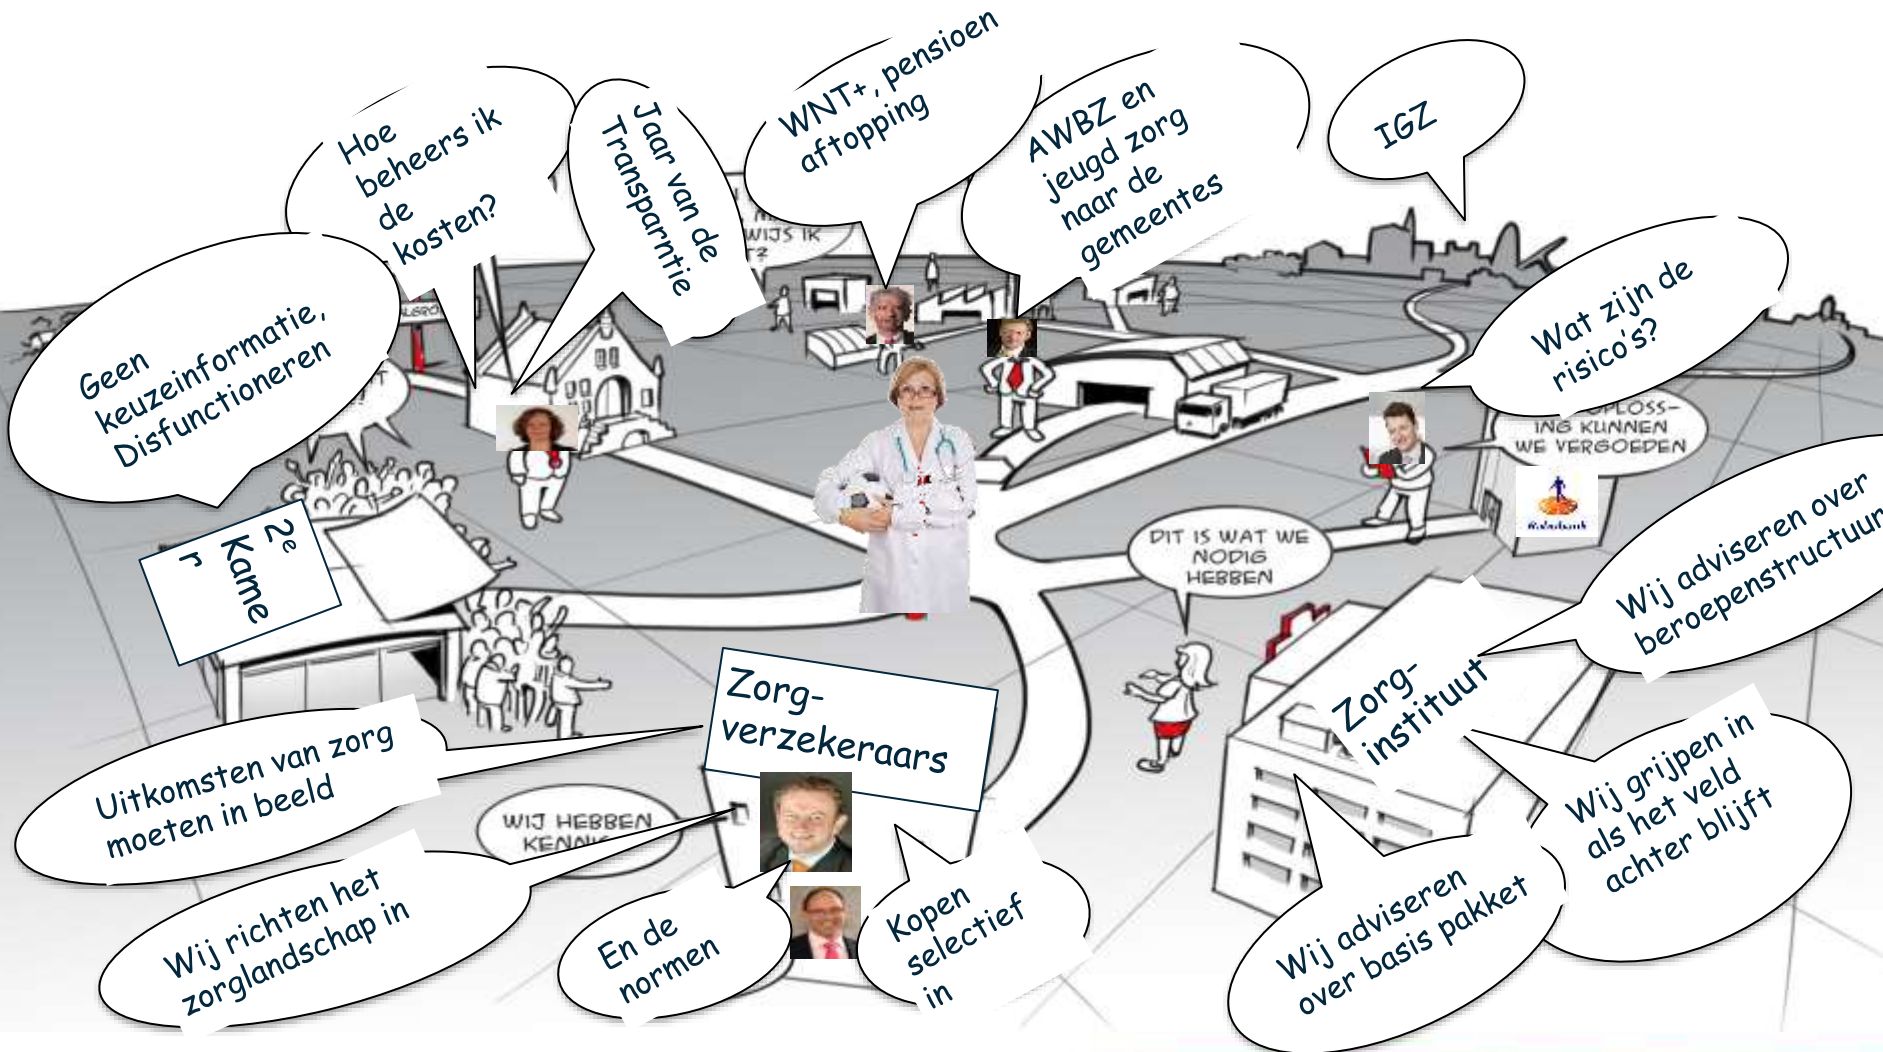 Hoe
beheers ik
de
kosten?
Jaar van de
Transparntie
WNT+, pensioen
aftopping
AWBZ en
jeugd zorg
naar de
gemeentes
IGZ
WIJS IK
Geen
keuzeinformatie,
Disfunctioneren
Wat zijn de
risico's?
ING KUNNEN
WE VERGOEDEN
2e
Kame
r
DIT IS WAT WE
NODIG
HEBBEN
Wij adviseren over
beroepenstructuur
Zorg-
verzekeraars
Zorg-
instituut
Uitkomsten van zorg
moeten in beeld
WIJ HEBBEN
Wij grijpen in
als het veld
achter blijft
Wij richten het
zorglandschap in
En de
normen
Kopen
selectief
in
Wij adviseren
over basis pakket